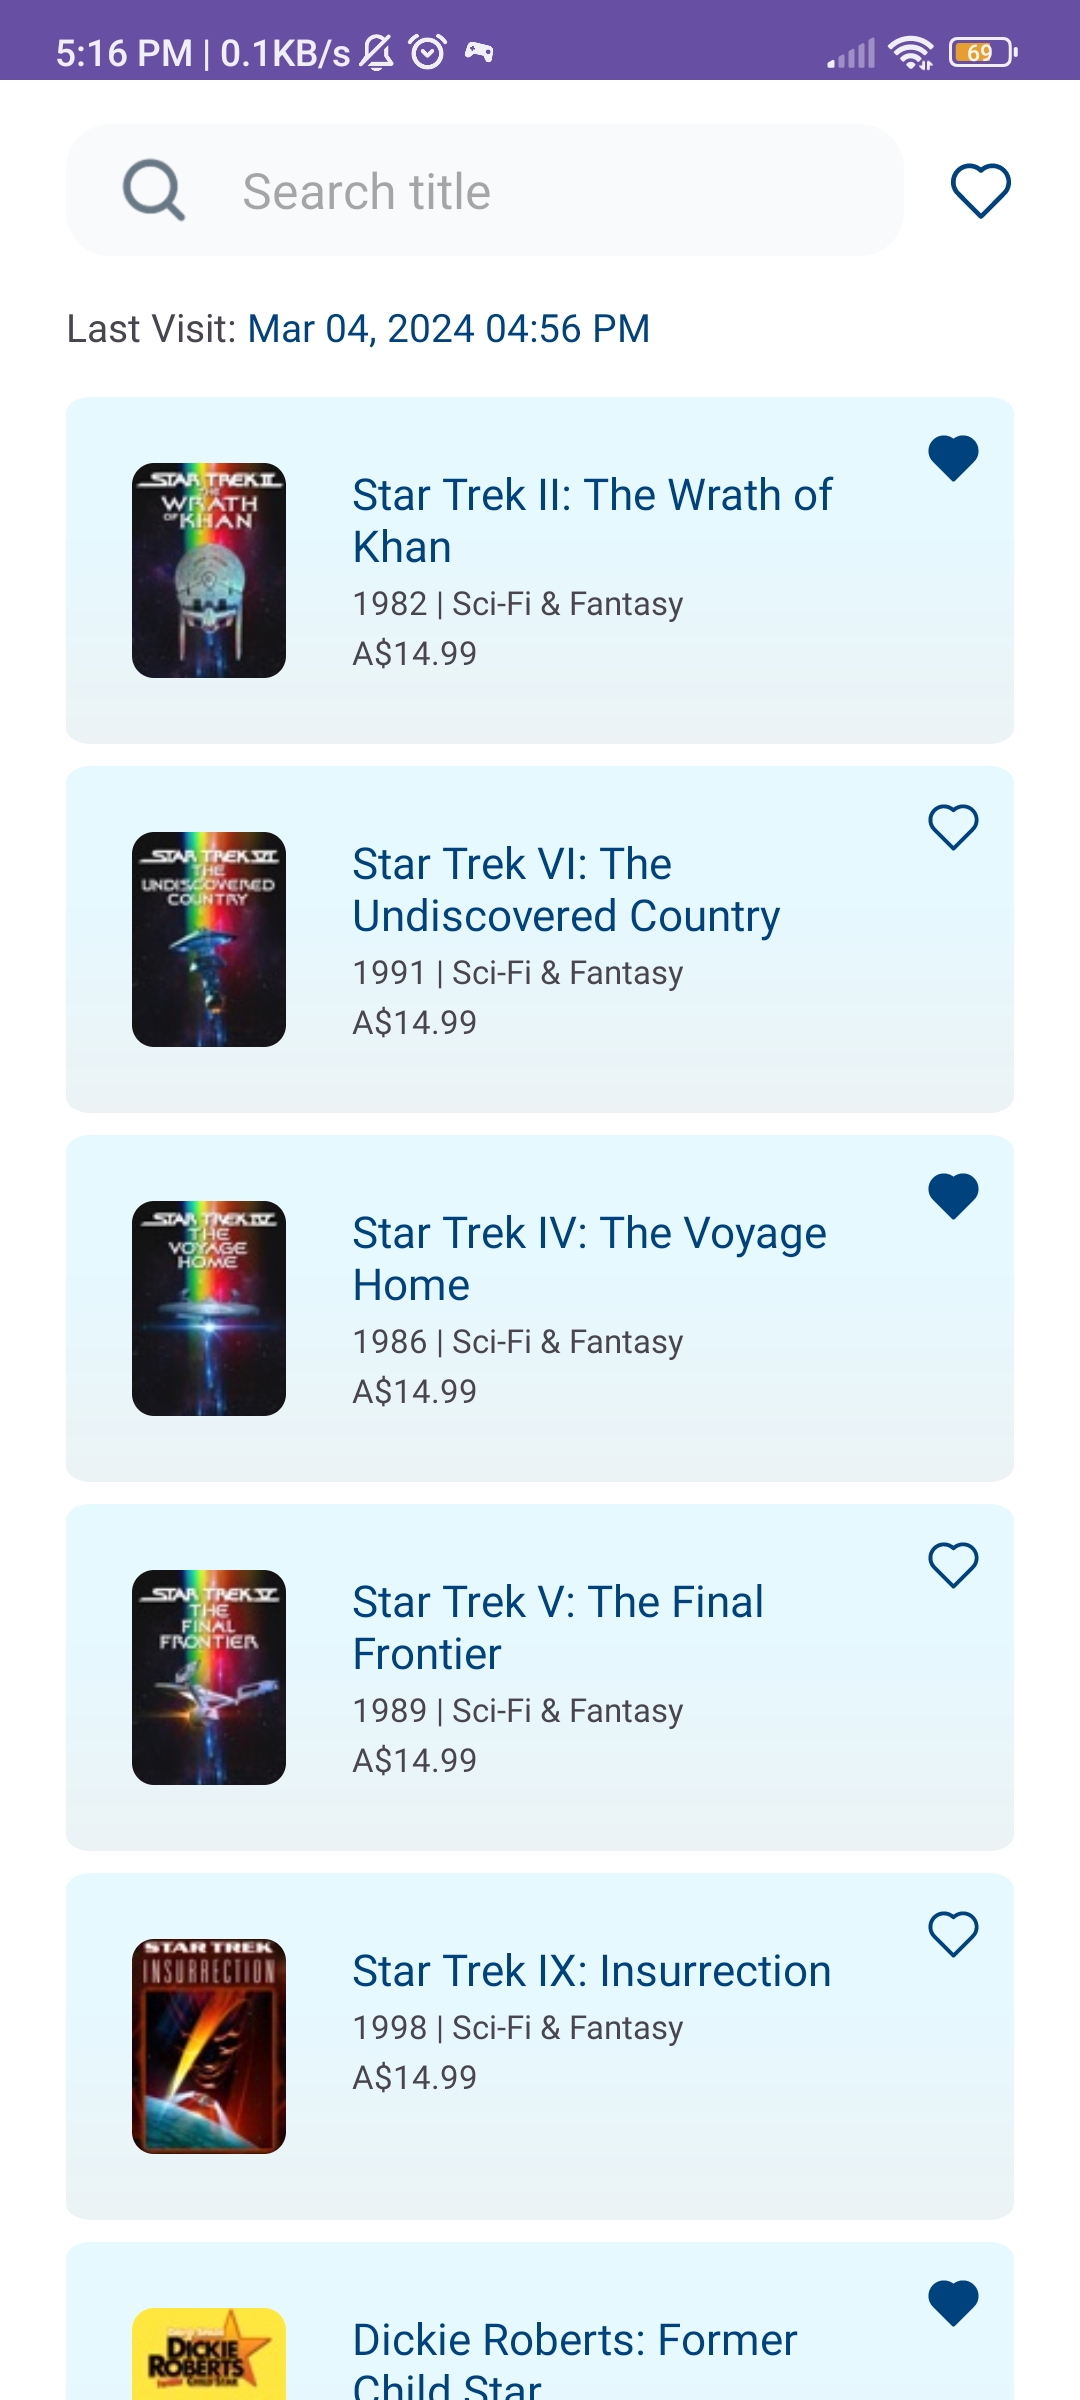 5:16 PM | 0.1KB/s
69
Search title
Last Visit: Mar 04, 2024 04:56 PM
STAR TREK II
THE
WRATH
OF KHAN
Star Trek II: The Wrath of
Khan
1982 | Sci-Fi & Fantasy
A$14.99
STAR TREK VI
THE
UNDISCOVERED
COUNTRY
Star Trek VI: The
Undiscovered Country
1991 | Sci-Fi & Fantasy
A$14.99
STAR TREK IV
THE
VOYAGE
HOME
Star Trek IV: The Voyage
Home
1986 | Sci-Fi & Fantasy
A$14.99
STAR TREK V
THE
FINAL
FRONTIER
Star Trek V: The Final
Frontier
1989 | Sci-Fi & Fantasy
A$14.99
STAR TREK
INSURRECTION
Star Trek IX: Insurrection
1998 | Sci-Fi & Fantasy
A$14.99
DICKIE
ROBERTS
CHILD STAR
Dickie Roberts: Former
Child Star